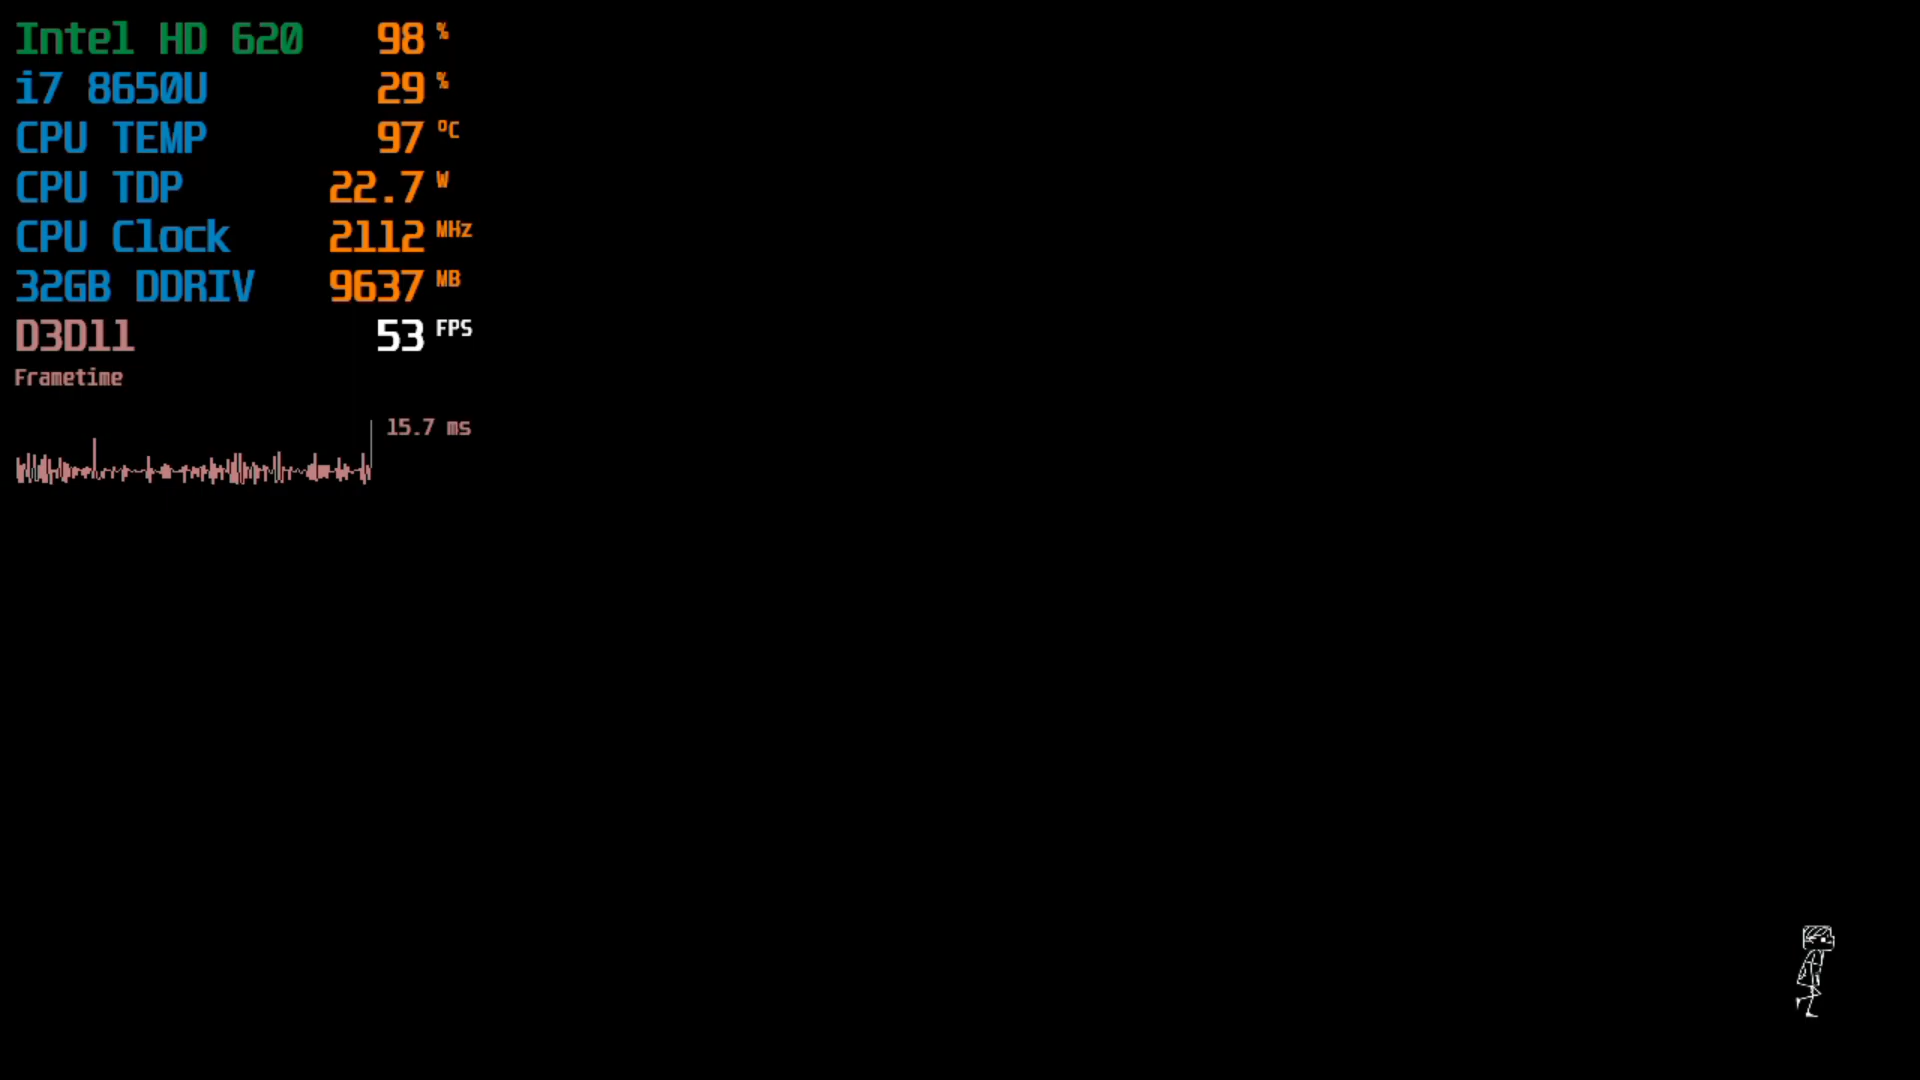 Intel HD 620 98 %
i7 8650U 29 %
CPU TEMP 97 °C
CPU TDP 22.7 W
CPU Clock 2112 MHz
32GB DDRIV 9637 MB
D3D11 53 FPS
Frametime
15.7 ms